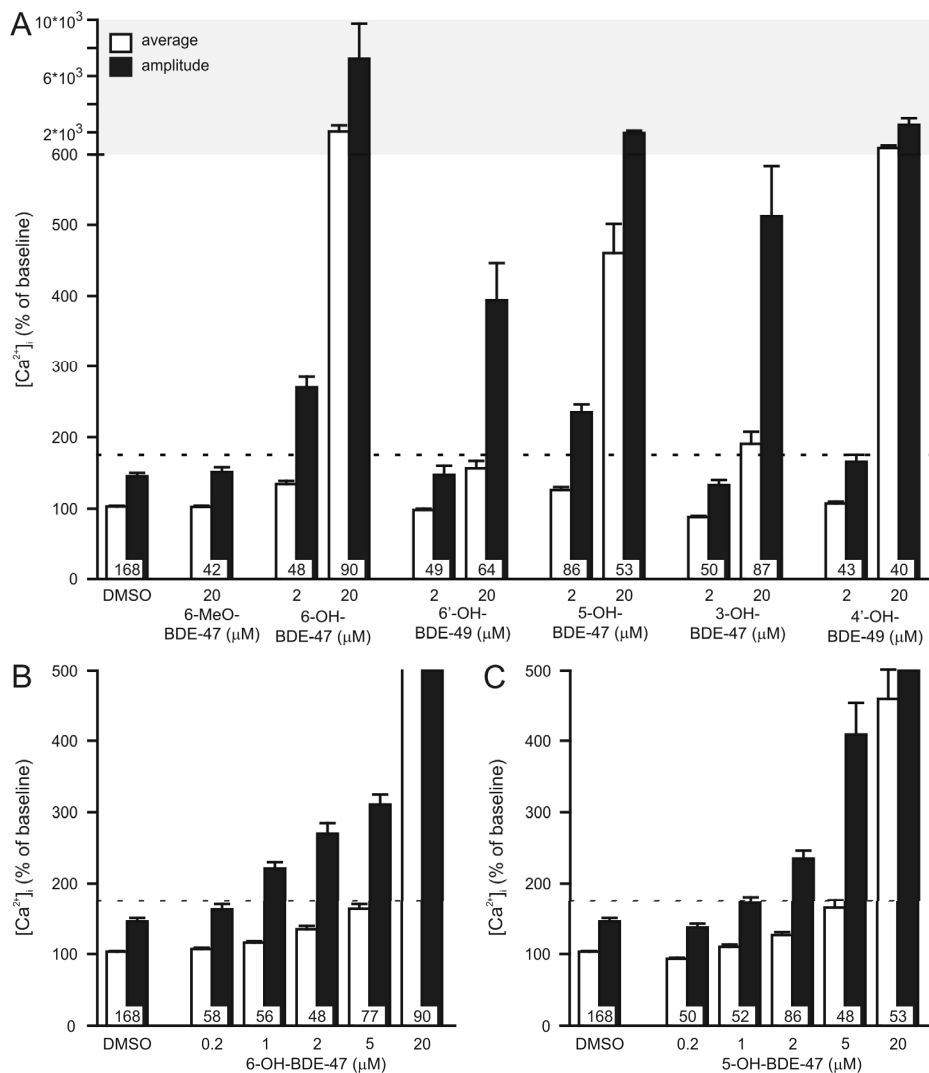 A
10*10³
6*10³
2*10³
600
500
400
300
200
100
0
[Ca²⁺]ᵢ (% of baseline)
average
amplitude
168 42 48 90 49 64 86 53 50 87 43 40
DMSO 20 2 20 2 20 2 20 2 20 2 20
6-MeO- 6-OH- 6'-OH- 5-OH- 3-OH- 4'-OH-
BDE-47 (μM) BDE-47 (μM) BDE-49 (μM) BDE-47 (μM) BDE-47 (μM) BDE-49 (μM)
B
500
400
300
200
100
0
[Ca²⁺]ᵢ (% of baseline)
168 58 56 48 77 90
DMSO 0.2 1 2 5 20
6-OH-BDE-47 (μM)
C
500
400
300
200
100
0
[Ca²⁺]ᵢ (% of baseline)
168 50 52 86 48 53
DMSO 0.2 1 2 5 20
5-OH-BDE-47 (μM)